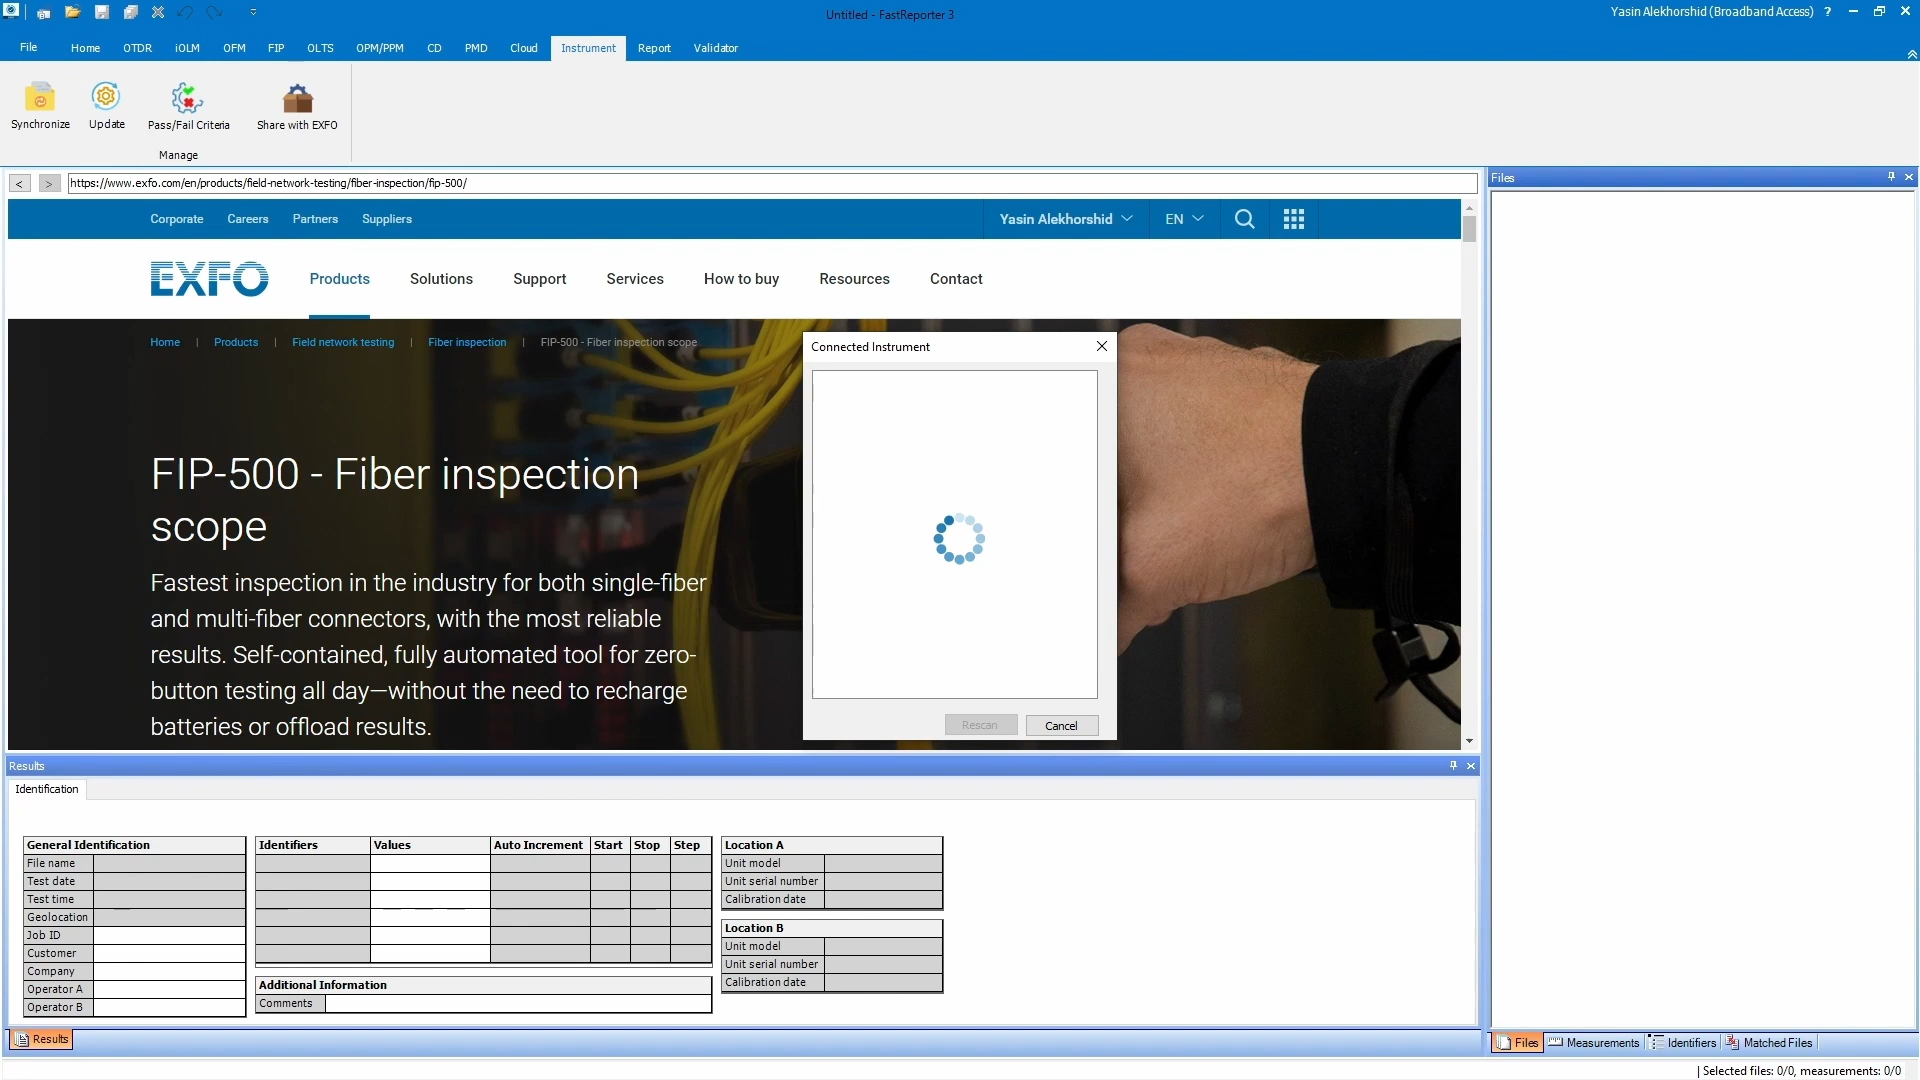 Untitled - FastReporter 3
Yasin Alekhorshid (Broadband Access) ?
File Home OTDR iOLM OFM FIP OLTS OPM/PPM CD PMD Cloud Instrument Report Validator
Synchronize Update Pass/Fail Criteria Share with EXFO
Manage
< > https://www.exfo.com/en/products/field-network-testing/fiber-inspection/fip-500/
Files
Corporate Careers Partners Suppliers Yasin Alekhorshid EN
EXFO Products Solutions Support Services How to buy Resources Contact
Home | Products | Field network testing | Fiber inspection | FIP-500 - Fiber inspection scope
Connected Instrument
FIP-500 - Fiber inspection
scope
Fastest inspection in the industry for both single-fiber
and multi-fiber connectors, with the most reliable
results. Self-contained, fully automated tool for zero-
button testing all day—without the need to recharge
batteries or offload results.
Rescan Cancel
Results
Identification
General Identification
File name
Test date
Test time
Geolocation
Job ID
Customer
Company
Operator A
Operator B
Identifiers Values Auto Increment Start Stop Step
Additional Information
Comments
Location A
Unit model
Unit serial number
Calibration date
Location B
Unit model
Unit serial number
Calibration date
Results
Files Measurements Identifiers Matched Files
| Selected files: 0/0, measurements: 0/0